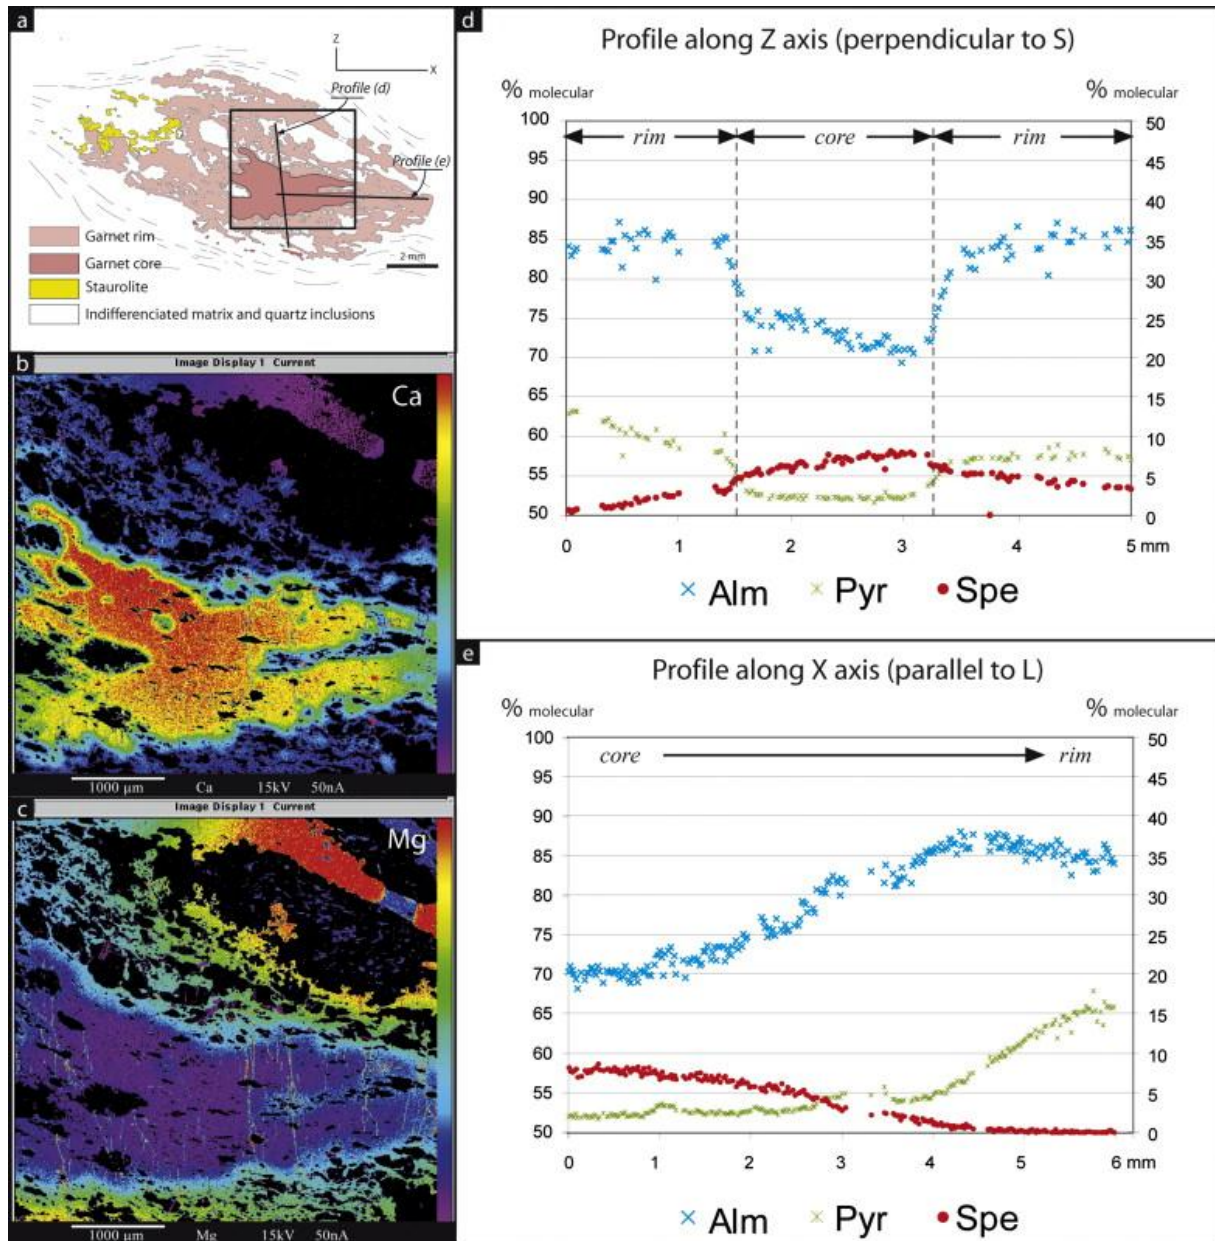 a
Z
X
Profile (d)
Profile (e)
Garnet rim
Garnet core
Staurolite
Indifferenciated matrix and quartz inclusions
2 mm
b
Image Display 1 Current
Ca
1000 µm Ca 15kV 50nA
c
Image Display 1 Current
Mg
1000 µm Mg 15kV 50nA
d
Profile along Z axis (perpendicular to S)
% molecular
% molecular
rim core rim
100
95
90
85
80
75
70
65
60
55
50
50
45
40
35
30
25
20
15
10
5
0
0 1 2 3 4 5 mm
Alm Pyr Spe
e
Profile along X axis (parallel to L)
% molecular
% molecular
core rim
100
95
90
85
80
75
70
65
60
55
50
50
45
40
35
30
25
20
15
10
5
0
0 1 2 3 4 5 6 mm
Alm Pyr Spe